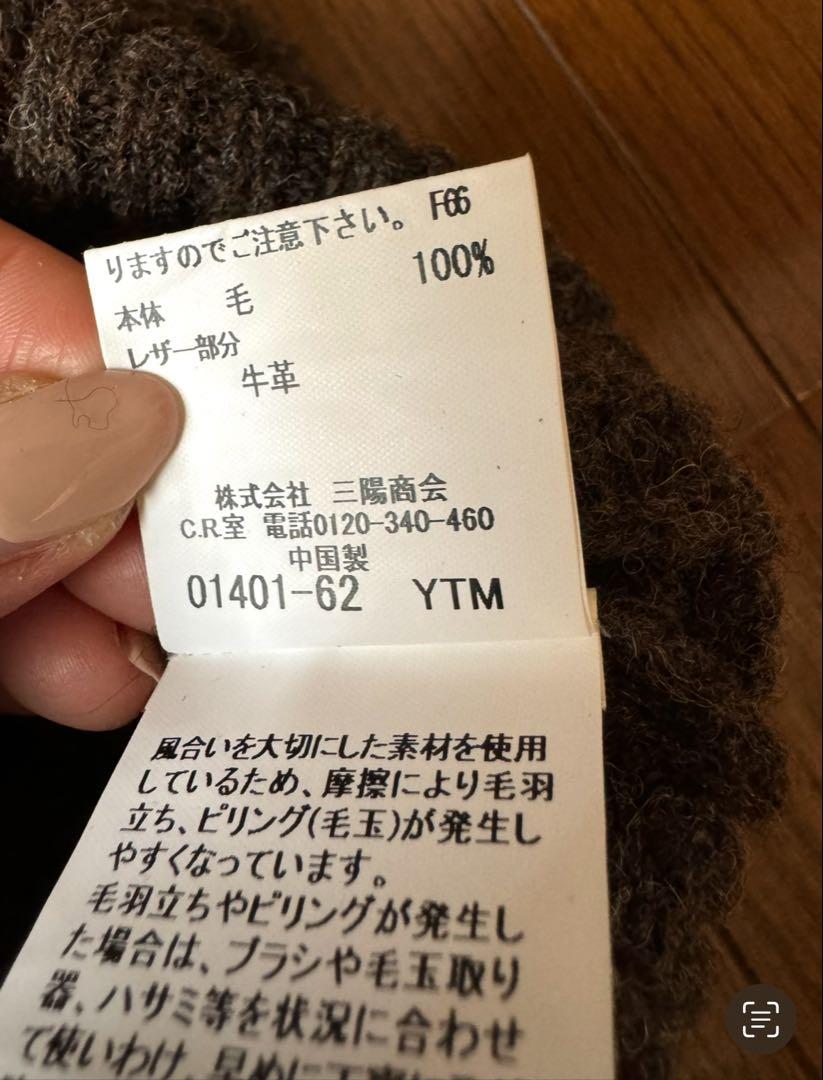 りますのでご注意下さい。 F66
本体 毛 100%
レザー部分
牛革
株式会社 三陽商会
C.R.室 電話0120-340-460
中国製
01401-62 YTM
風合いを大切にした素材を使用
しているため、摩擦により毛羽
立ち、ピリング(毛玉)が発生し
やすくなっています。
毛羽立ちやピリングが発生し
た場合は、ブラシや毛玉取り
器、ハサミ等を状況に合わせ
て使いわけ、早めに丁寧に